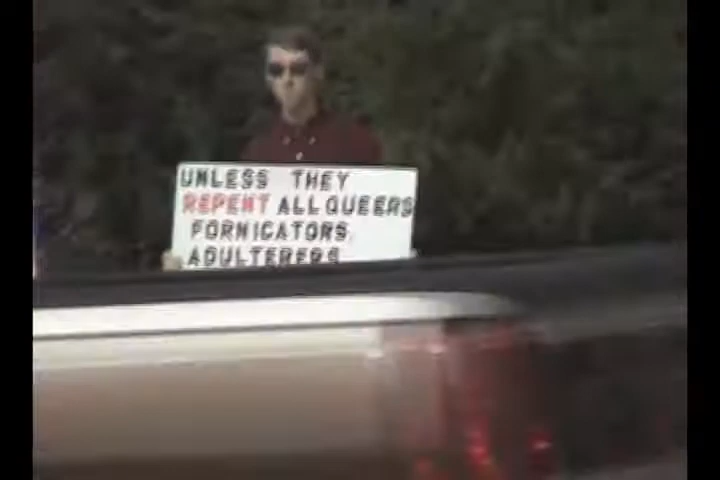 UNLESS THEY
REPENT ALL QUEERS
FORNICATORS,
ADULTERERS